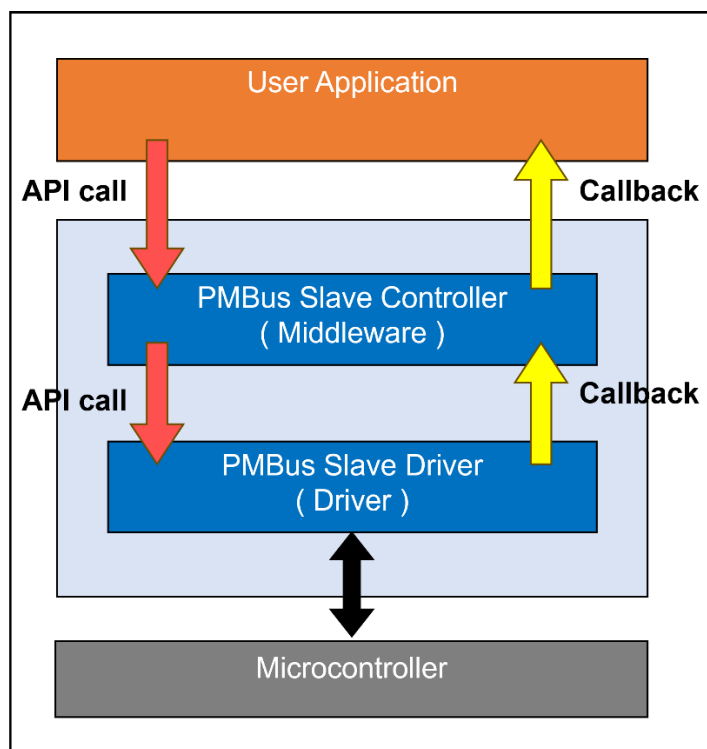 User Application
API call
Callback
PMBus Slave Controller
( Middleware )
API call
Callback
PMBus Slave Driver
( Driver )
Microcontroller